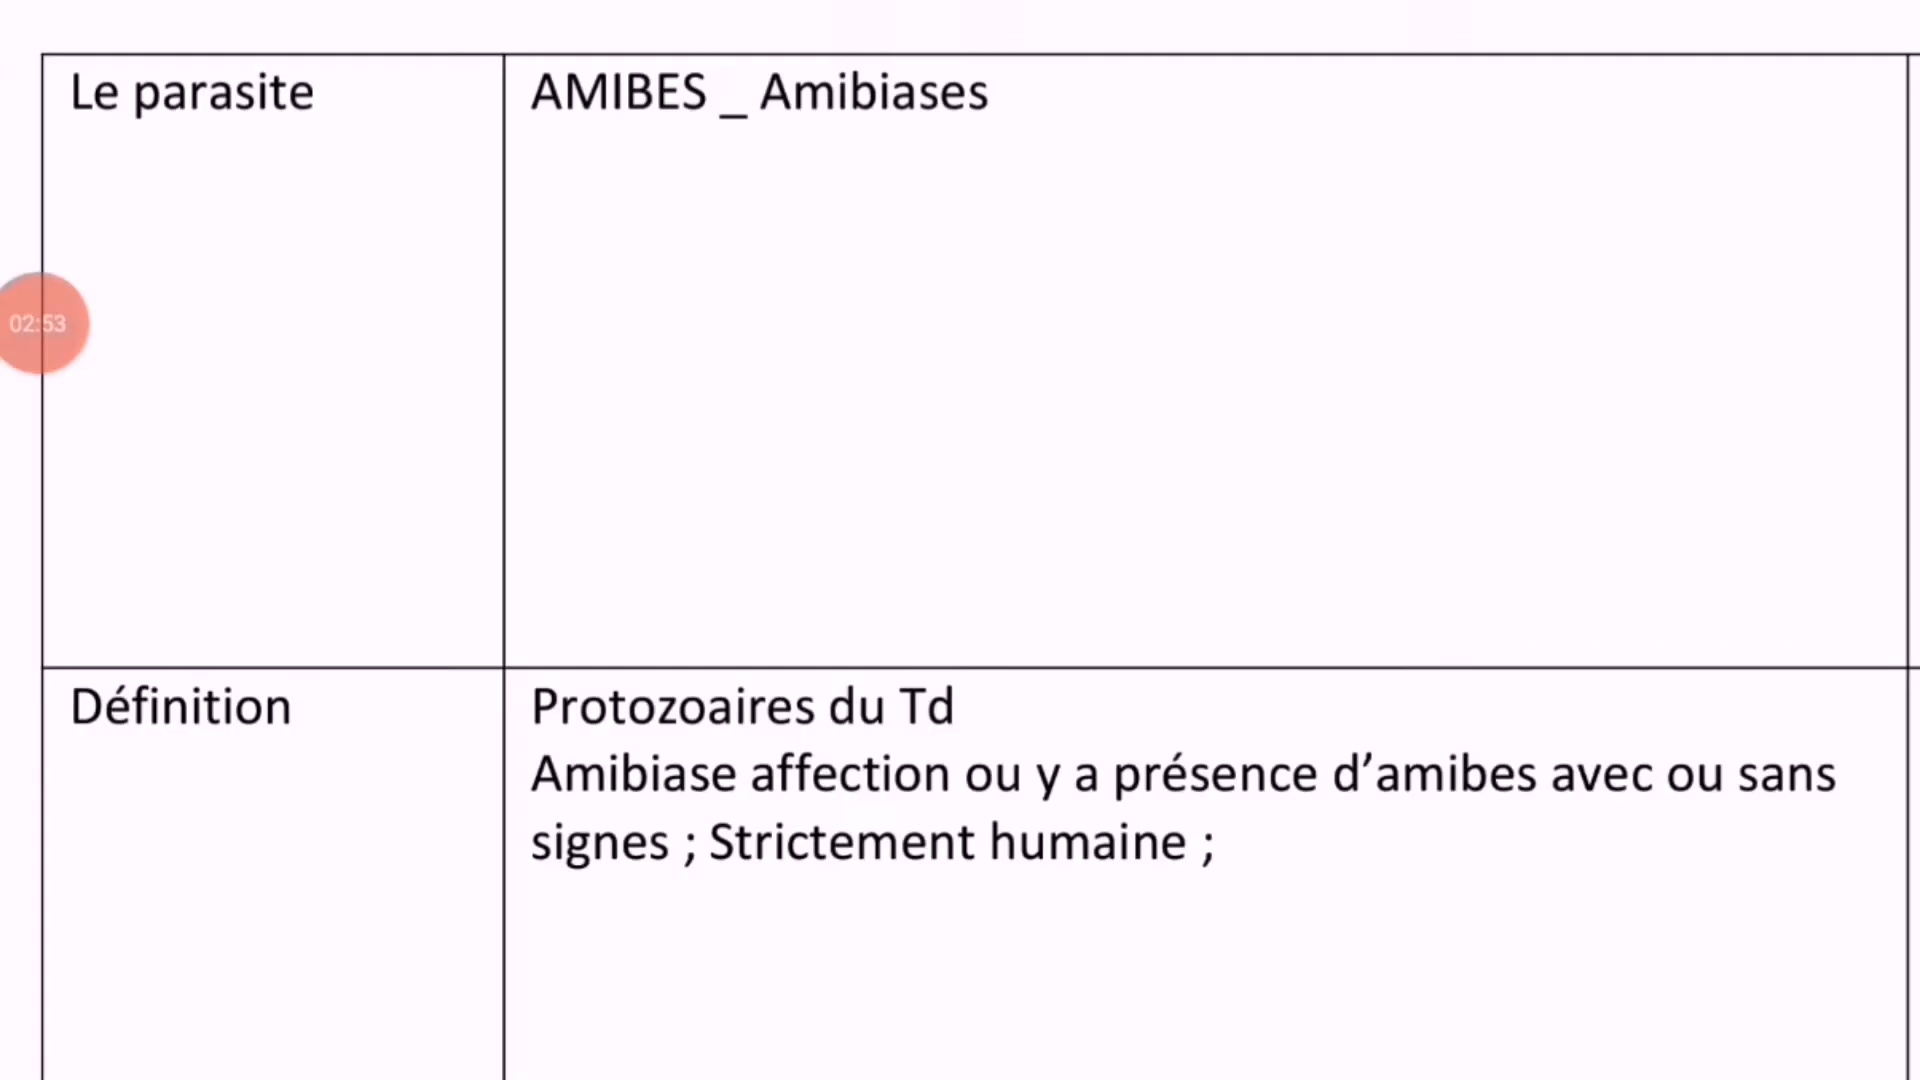 Le parasite
AMIBES _ Amibiases
02:53
Définition
Protozoaires du Td
Amibiase affection ou y a présence d’amibes avec ou sans
signes ; Strictement humaine ;